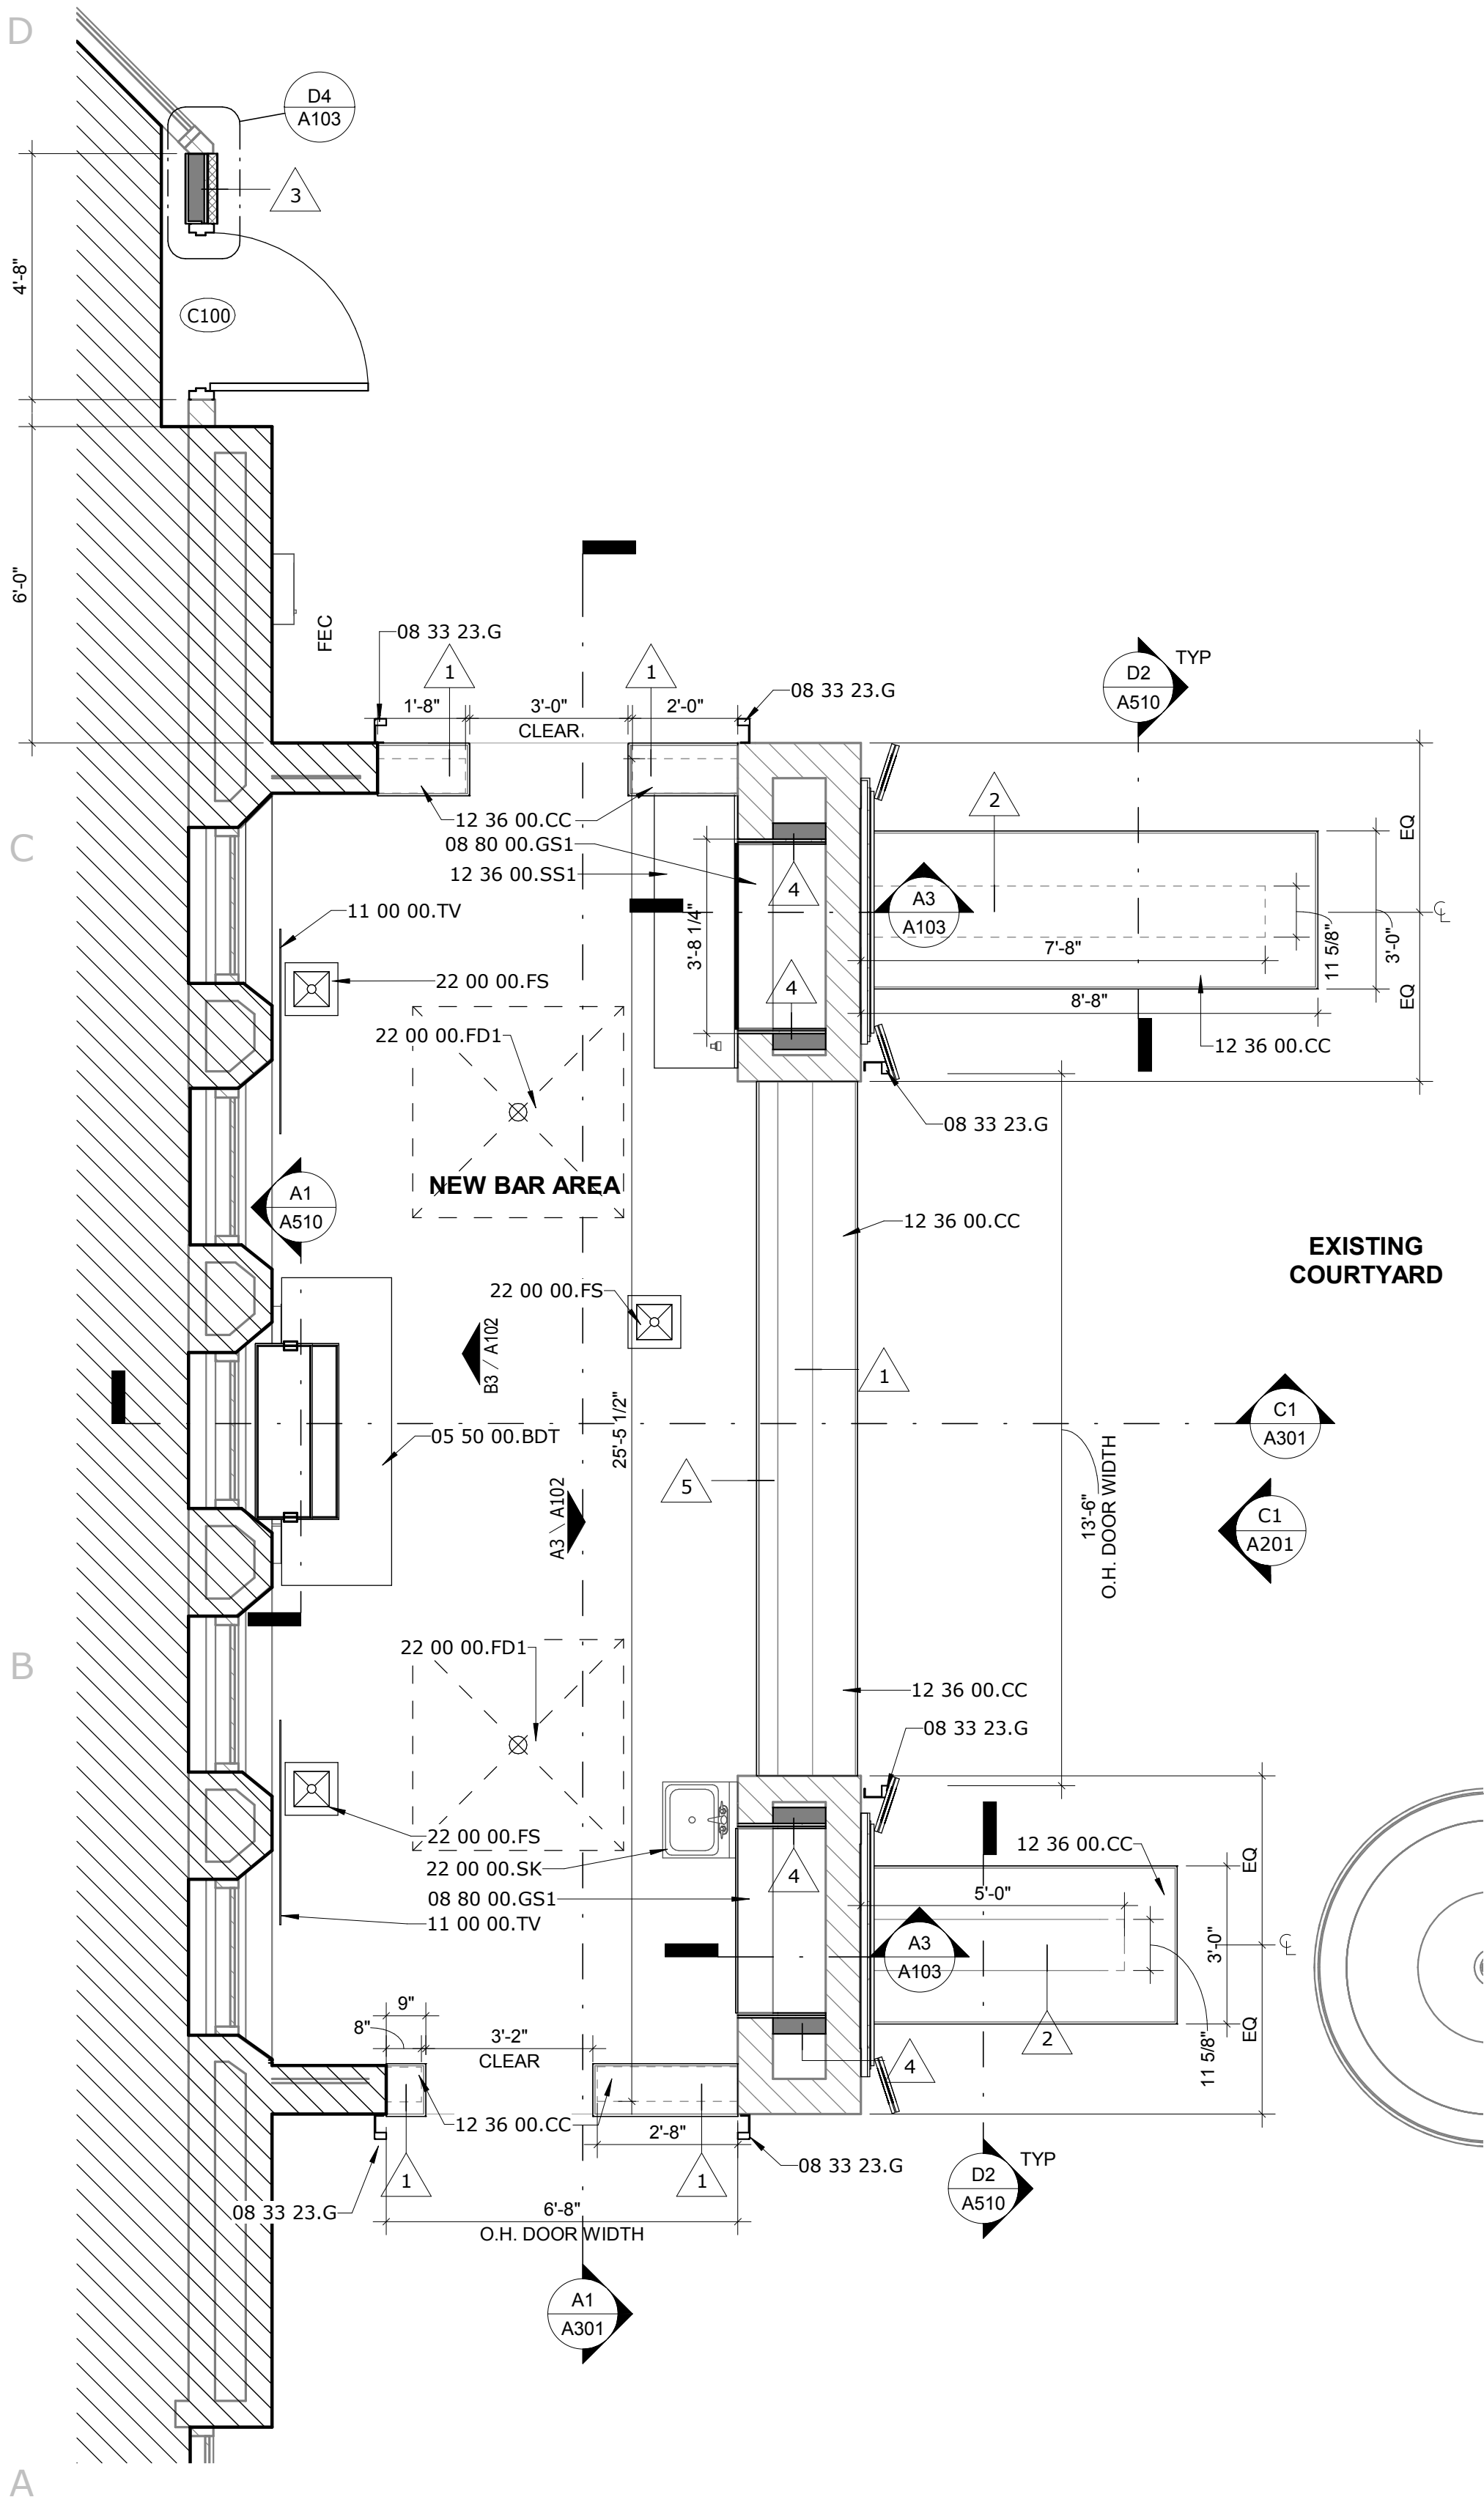 D
D4
A103
3
4'-8"
C100
6'-0"
FEC
08 33 23.G
1
1
08 33 23.G
1'-8"
3'-0"
2'-0"
CLEAR
D2
A510
TYP
12 36 00.CC
08 80 00.GS1
12 36 00.SS1
C
4
2
EQ
A3
A103
11 00 00.TV
3'-8 1/4"
7'-8"
11 5/8"
3'-0"
CL
22 00 00.FS
4
8'-8"
EQ
22 00 00.FD1
12 36 00.CC
08 33 23.G
NEW BAR AREA
A1
A510
12 36 00.CC
EXISTING
COURTYARD
22 00 00.FS
B3 / A102
1
25'-5 1/2"
C1
A301
05 50 00.BDT
5
A3 / A102
13'-6"
O.H. DOOR WIDTH
C1
A201
B
22 00 00.FD1
12 36 00.CC
08 33 23.G
22 00 00.FS
12 36 00.CC
EQ
22 00 00.SK
4
08 80 00.GS1
5'-0"
11 00 00.TV
A3
A103
3'-0"
CL
9"
8"
3'-2"
CLEAR
2
EQ
4
11 5/8"
12 36 00.CC
2'-8"
1
1
08 33 23.G
TYP
D2
A510
08 33 23.G
6'-8"
O.H. DOOR WIDTH
A1
A301
A